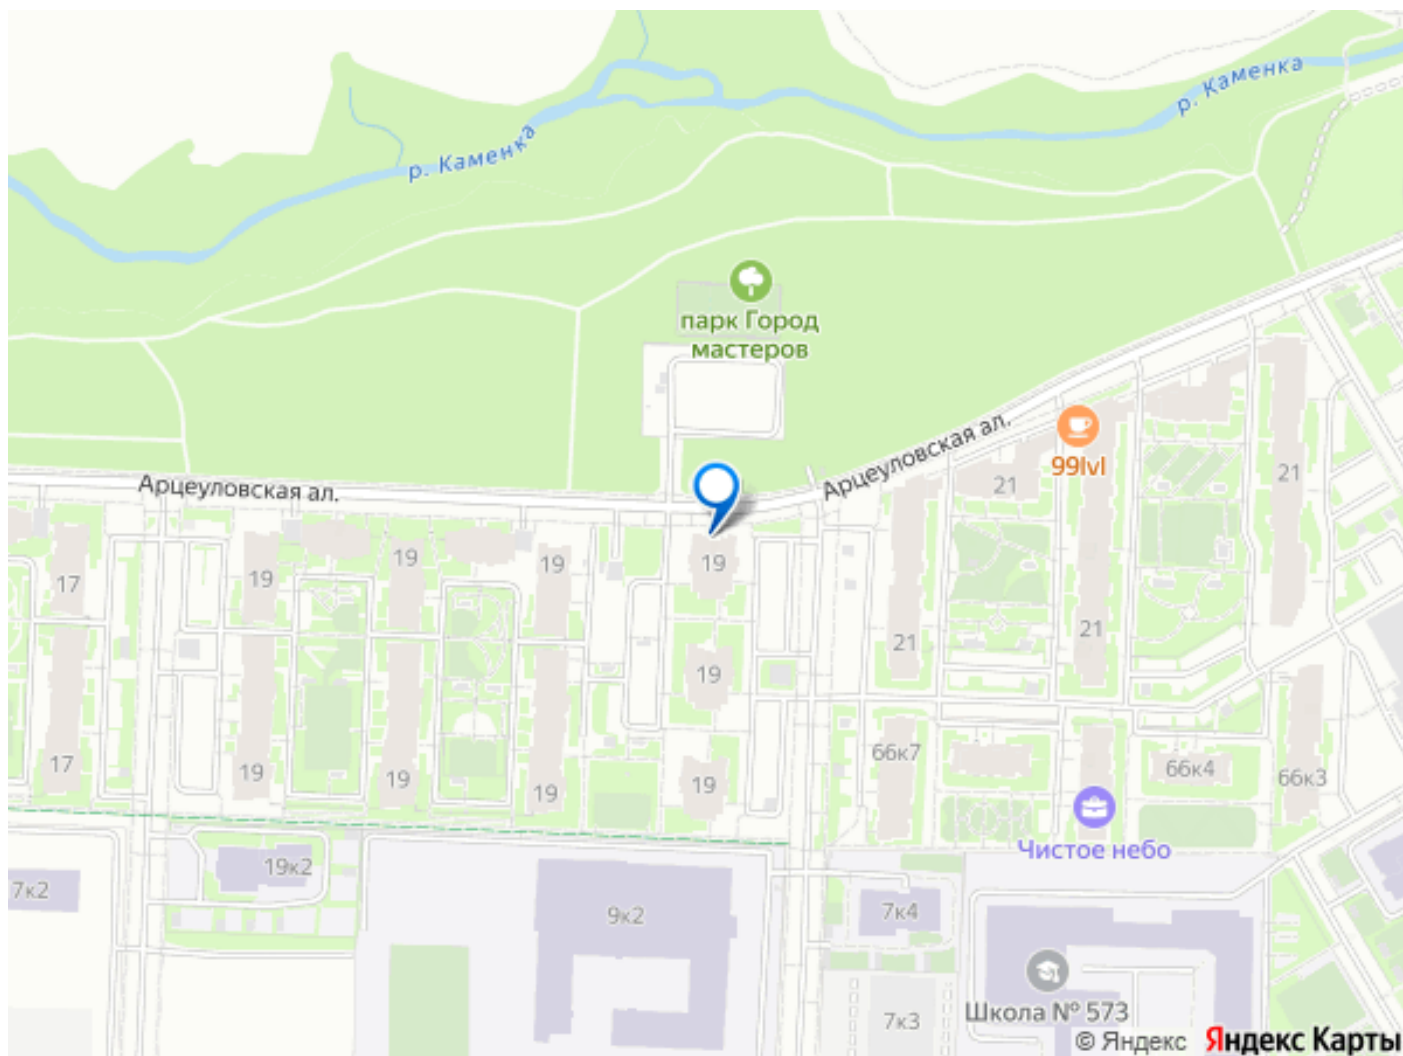 р. Каменка
р. Каменка
парк Город
мастеров
Арцеуловская ал.
Арцеуловская ал.
99lvl
21
21
19
19
19
19
17
21
21
19
17
19
19
19
19
66к7
66к4
66к3
Чистое небо
19к2
7к2
9к2
7к4
7к3
Школа № 573
© Яндекс Яндекс Карты